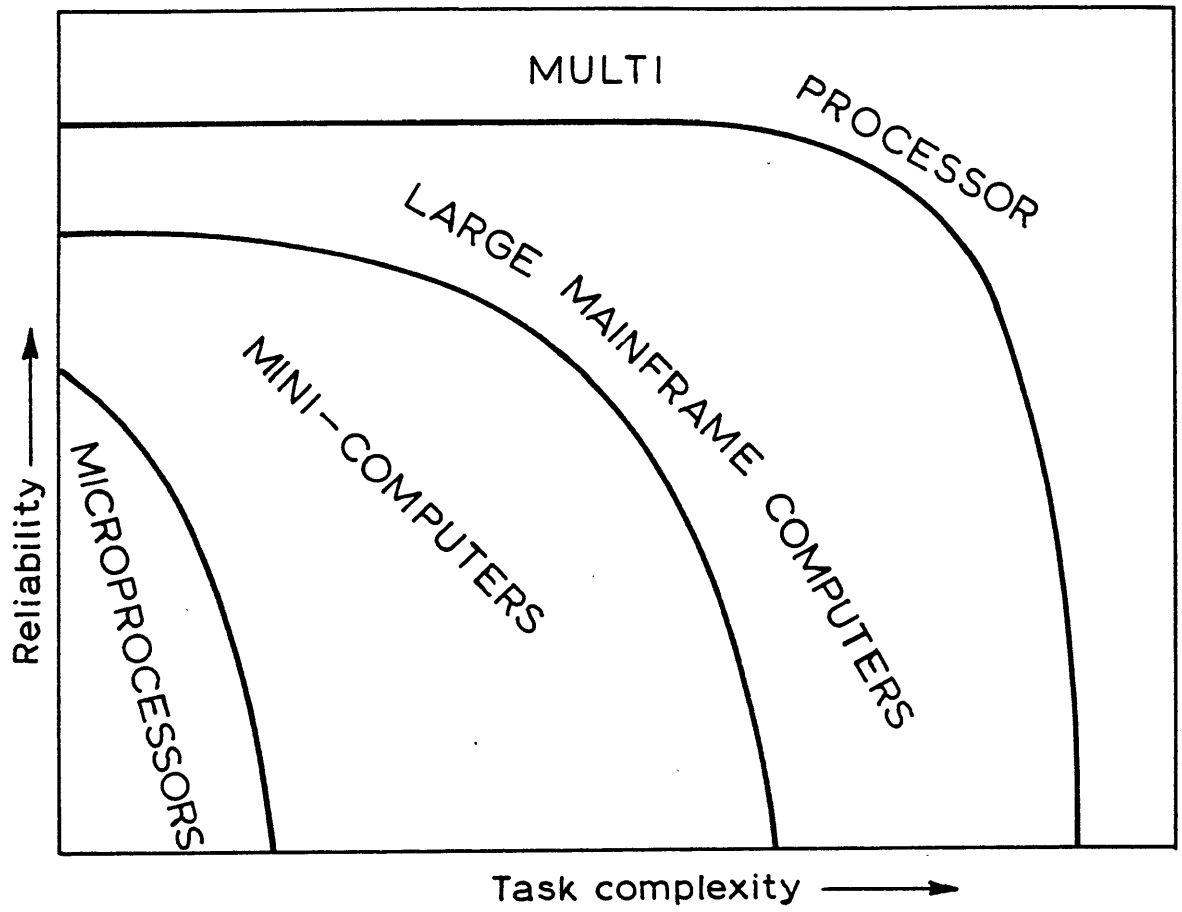 MULTI PROCESSOR
LARGE MAINFRAME COMPUTERS
MINI-COMPUTERS
MICROPROCESSORS
Reliability
Task complexity